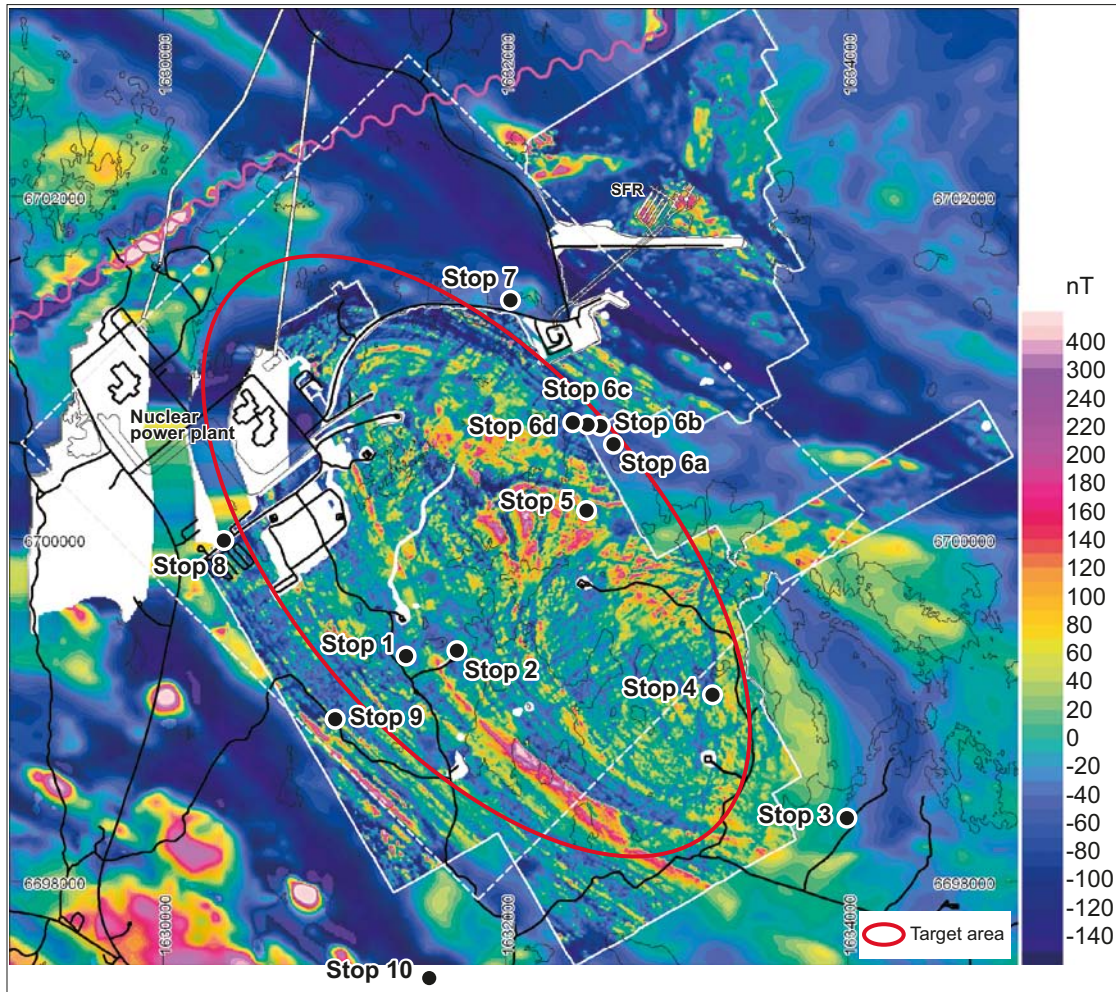 1630000
1632000
1634000
6702000
6702000
SFR
nT
Stop 7
400
300
240
220
200
180
160
140
120
100
80
60
40
20
0
-20
-40
-60
-80
-100
-120
-140
Stop 6c
Nuclear
power plant
Stop 6d
Stop 6b
Stop 6a
Stop 5
6700000
6700000
Stop 8
Stop 1
Stop 2
Stop 4
Stop 9
Stop 3
6698000
6698000
1630000
1632000
1634000
Target area
Stop 10